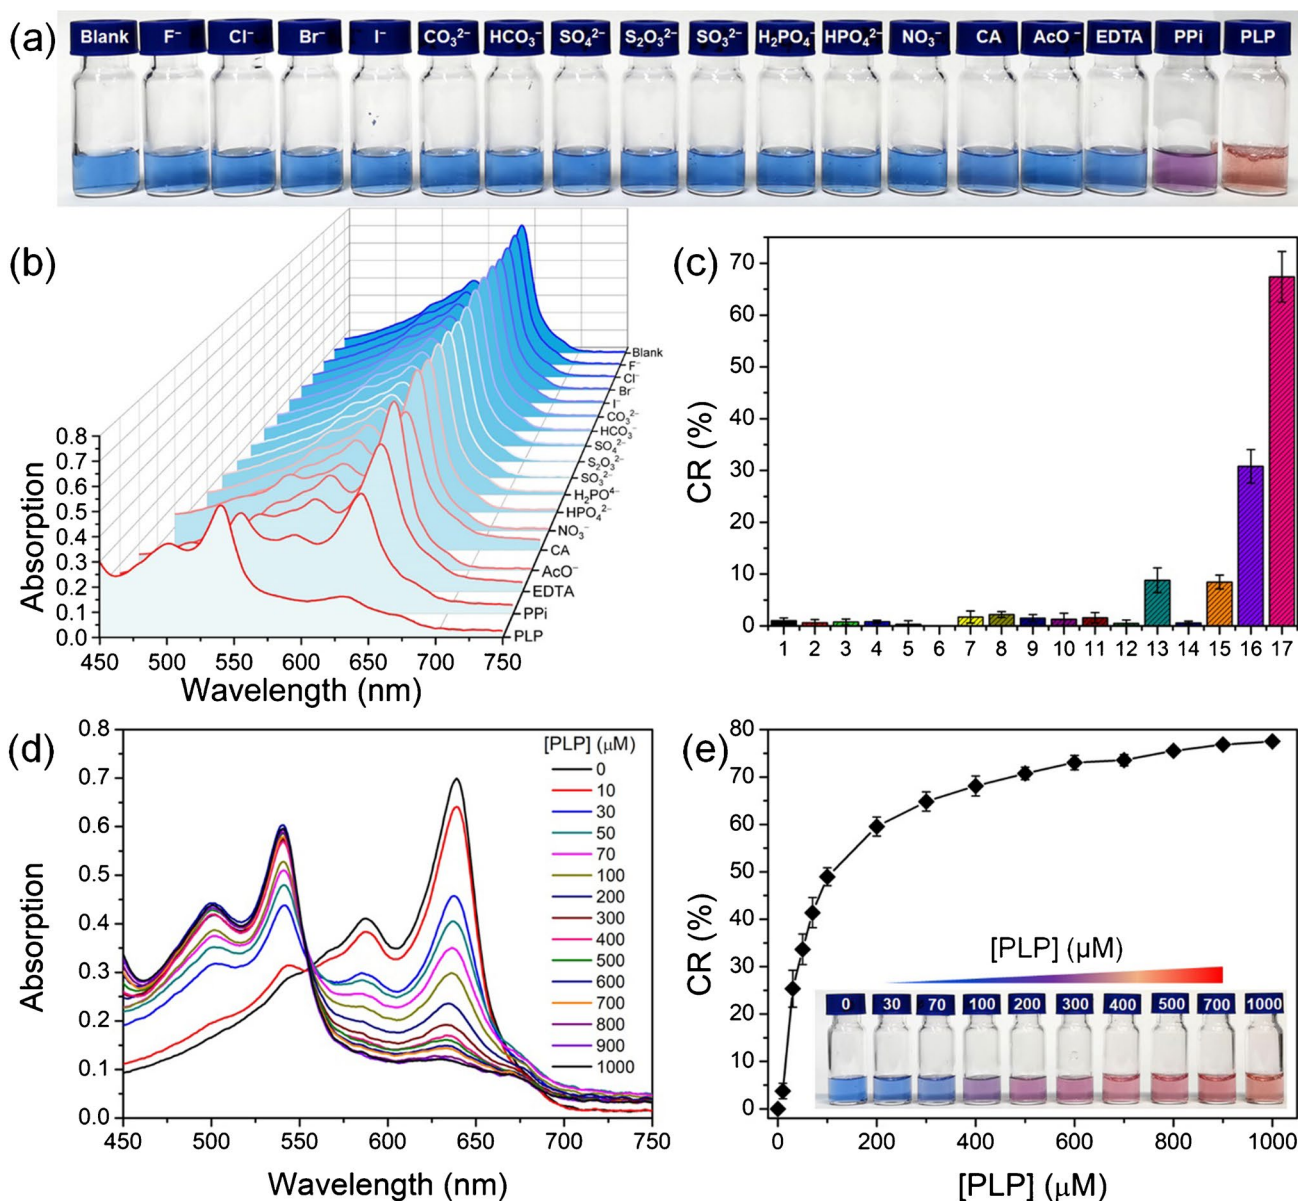 (a)
Blank F⁻ Cl⁻ Br⁻ I⁻ CO₃²⁻ HCO₃⁻ SO₄²⁻ S₂O₃²⁻ SO₃²⁻ H₂PO₄⁻ HPO₄²⁻ NO₃⁻ CA AcO⁻ EDTA PPi PLP
(b)
Absorption
0.8
0.7
0.6
0.5
0.4
0.3
0.2
0.1
0.0
450 500 550 600 650 700 750
Wavelength (nm)
Blank
F⁻
Cl⁻
Br⁻
I⁻
CO₃²⁻
HCO₃⁻
SO₄²⁻
S₂O₃²⁻
SO₃²⁻
H₂PO⁴⁻
HPO₄²⁻
NO₃⁻
CA
AcO⁻
EDTA
PPi
PLP
(c)
CR (%)
70
60
50
40
30
20
10
0
1 2 3 4 5 6 7 8 9 10 11 12 13 14 15 16 17
(d)
Absorption
0.8
0.7
0.6
0.5
0.4
0.3
0.2
0.1
0.0
450 500 550 600 650 700 750
Wavelength (nm)
[PLP] (μM)
0
10
30
50
70
100
200
300
400
500
600
700
800
900
1000
(e)
CR (%)
80
70
60
50
40
30
20
10
0
[PLP] (μM)
0 30 70 100 200 300 400 500 700 1000
0 200 400 600 800 1000
[PLP] (μM)